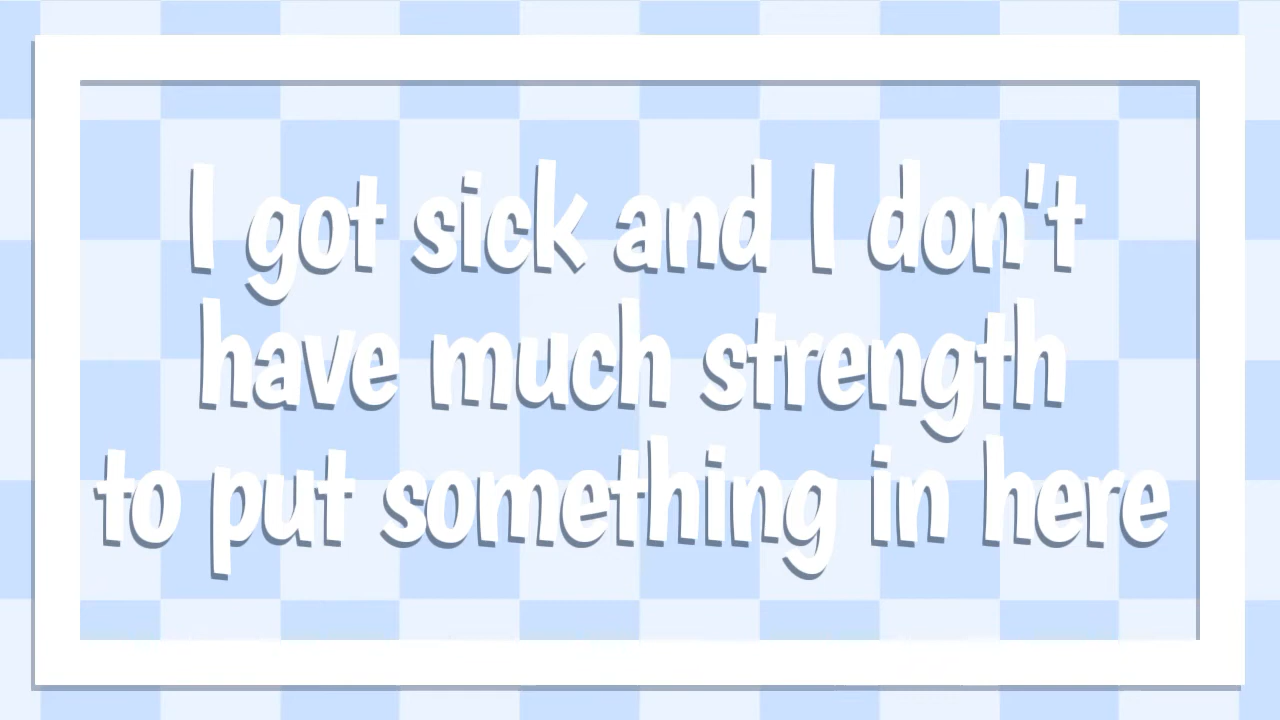 I got sick and I don't
have much strength
to put something in here